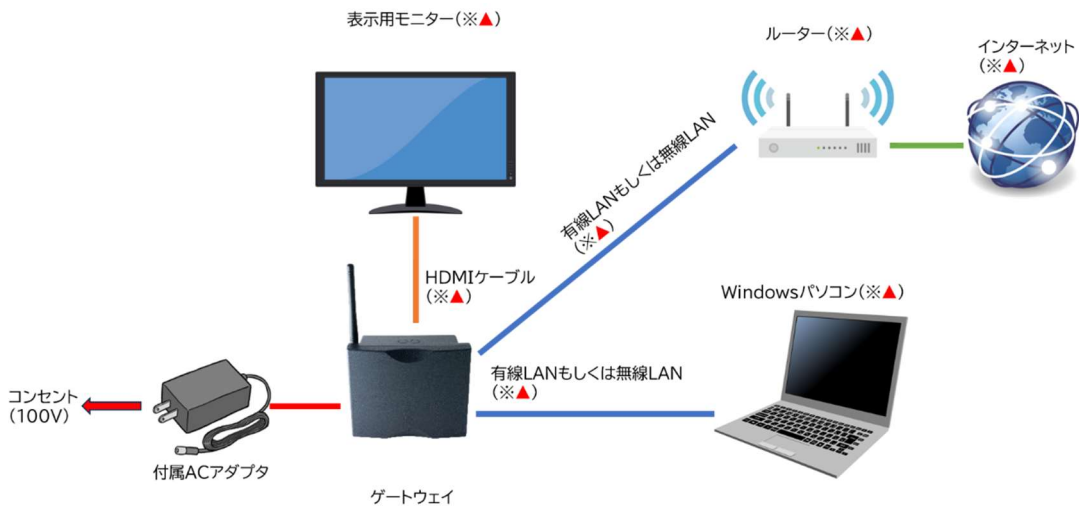 表示用モニター(※▲)
ルーター(※▲)
インターネット
(※▲)
有線LANもしくは無線LAN
(※▲)
HDMIケーブル
(※▲)
Windowsパソコン(※▲)
有線LANもしくは無線LAN
(※▲)
コンセント
(100V)
付属ACアダプタ
ゲートウェイ